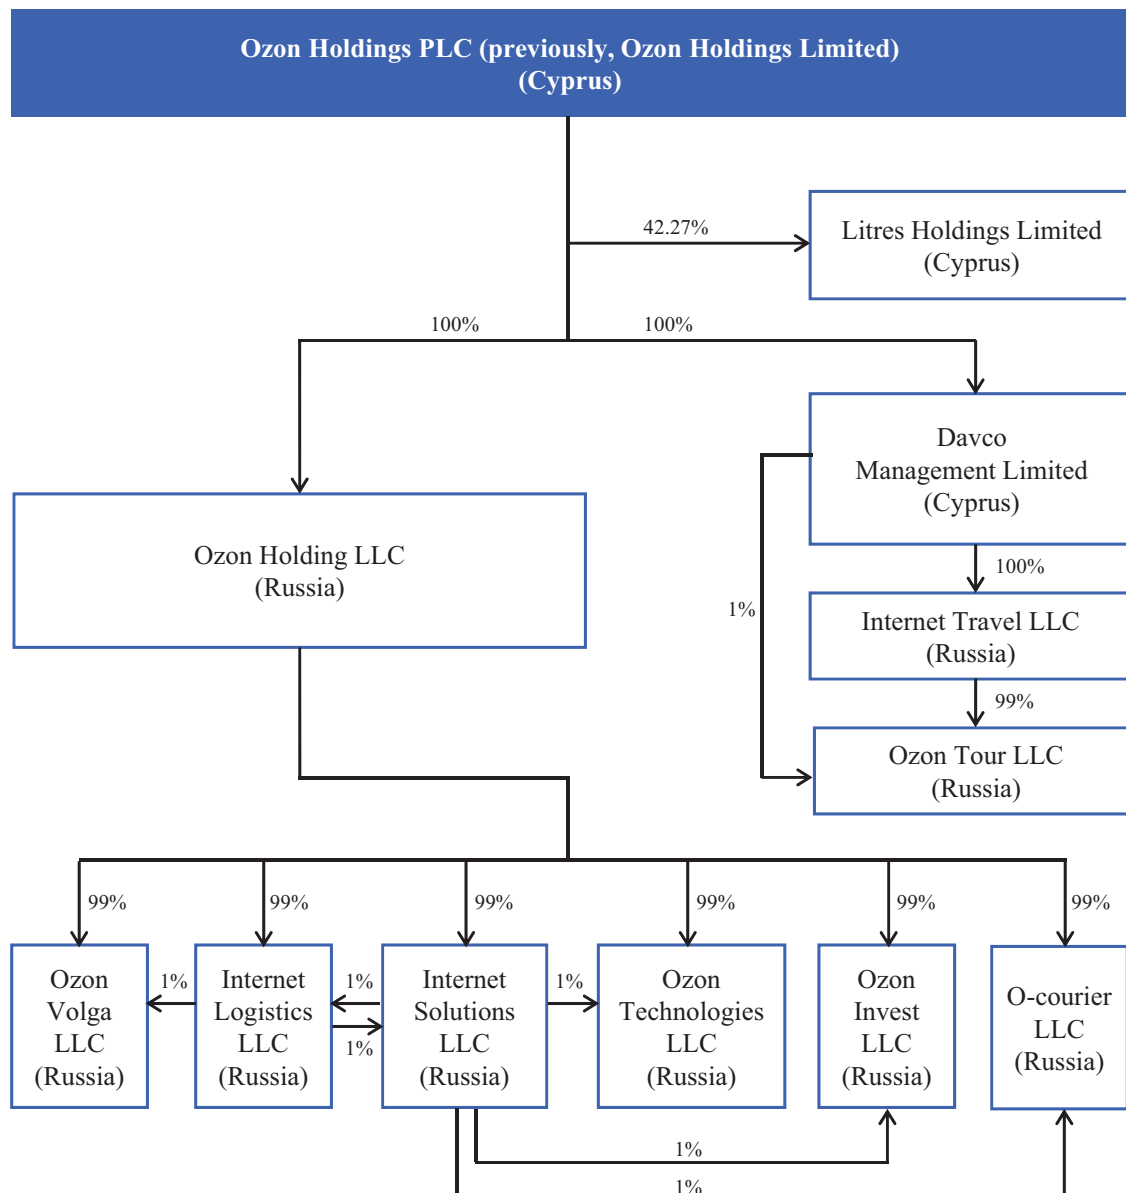 Ozon Holdings PLC (previously, Ozon Holdings Limited)
(Cyprus)
42.27%
Litres Holdings Limited
(Cyprus)
100%
100%
Davco
Management Limited
(Cyprus)
Ozon Holding LLC
(Russia)
100%
1%
Internet Travel LLC
(Russia)
99%
Ozon Tour LLC
(Russia)
99%
99%
99%
99%
99%
99%
Ozon
Volga
LLC
(Russia)
1%
Internet
Logistics
LLC
(Russia)
1%
1%
Internet
Solutions
LLC
(Russia)
1%
Ozon
Technologies
LLC
(Russia)
Ozon
Invest
LLC
(Russia)
O-courier
LLC
(Russia)
1%
1%